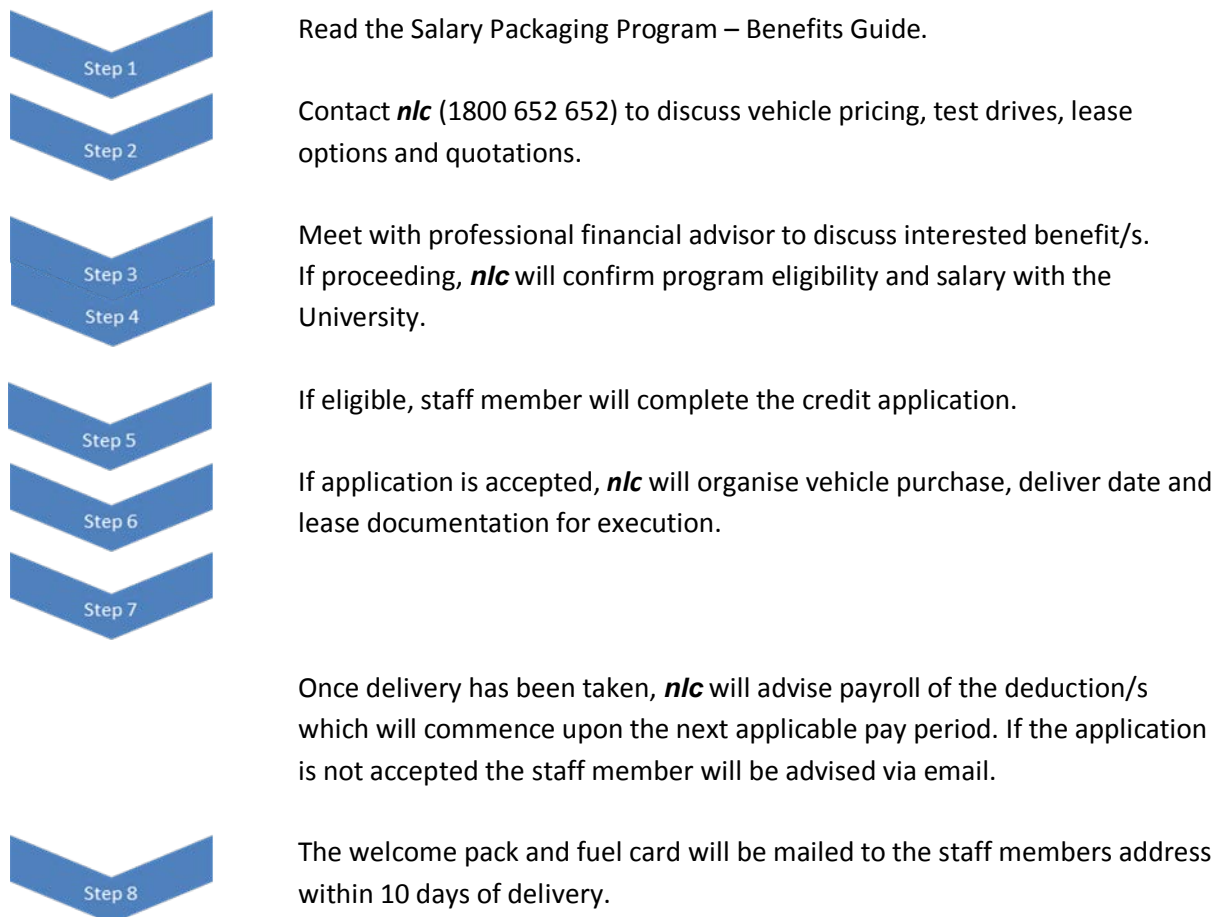 Step 1
Read the Salary Packaging Program – Benefits Guide.
Step 2
Contact nlc (1800 652 652) to discuss vehicle pricing, test drives, lease
options and quotations.
Step 3
Meet with professional financial advisor to discuss interested benefit/s.
Step 4
If proceeding, nlc will confirm program eligibility and salary with the
University.
Step 5
If eligible, staff member will complete the credit application.
Step 6
If application is accepted, nlc will organise vehicle purchase, deliver date and
lease documentation for execution.
Step 7
Once delivery has been taken, nlc will advise payroll of the deduction/s
which will commence upon the next applicable pay period. If the application
is not accepted the staff member will be advised via email.
Step 8
The welcome pack and fuel card will be mailed to the staff members address
within 10 days of delivery.